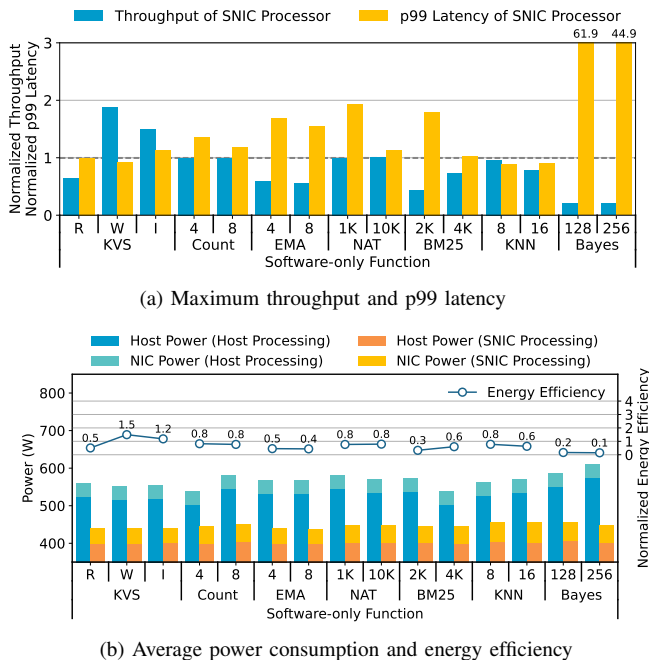 Throughput of SNIC Processor p99 Latency of SNIC Processor
61.9 44.9
Normalized Throughput
Normalized p99 Latency
3
2
1
0
R W I 4 8 4 8 1K 10K 2K 4K 8 16 128 256
KVS Count EMA NAT BM25 KNN Bayes
Software-only Function
(a) Maximum throughput and p99 latency
Host Power (Host Processing) Host Power (SNIC Processing)
NIC Power (Host Processing) NIC Power (SNIC Processing)
Energy Efficiency
Power (W)
800
700
600
500
400
4
3
2
1
0
Normalized Energy Efficiency
0.5 1.5 1.2 0.8 0.8 0.5 0.4 0.8 0.8 0.3 0.6 0.8 0.6 0.2 0.1
R W I 4 8 4 8 1K 10K 2K 4K 8 16 128 256
KVS Count EMA NAT BM25 KNN Bayes
Software-only Function
(b) Average power consumption and energy efficiency